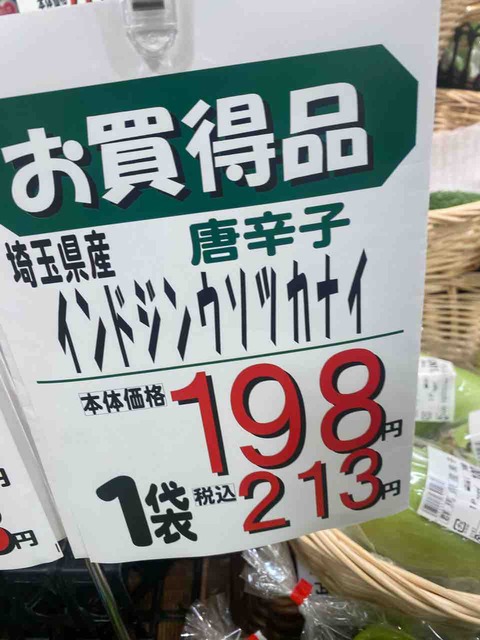 お買得品
埼玉県産
唐辛子
インドジンウソツカナイ
本体価格 198円
1袋 税込 213円
円
円